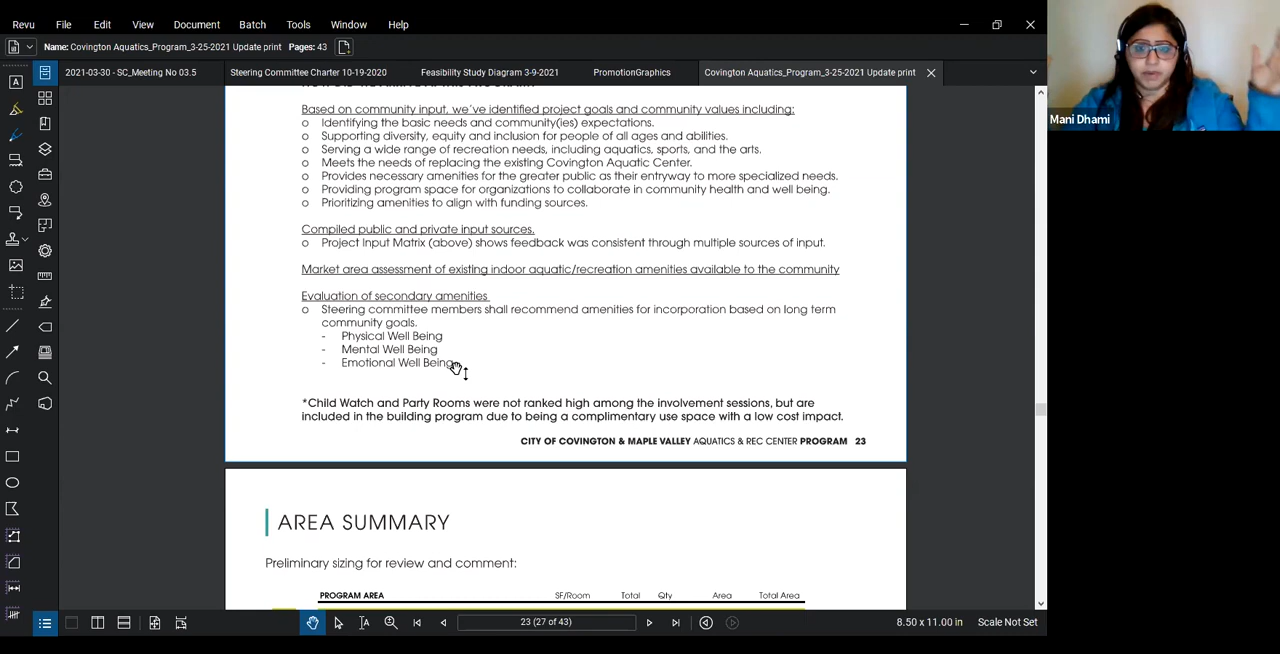 Revu File Edit View Document Batch Tools Window Help
Name: Covington Aquatics_Program_3-25-2021 Update print Pages: 43
2021-03-30 - SC_Meeting No 03.5 Steering Committee Charter 10-19-2020 Feasibility Study Diagram 3-9-2021 PromotionGraphics Covington Aquatics_Program_3-25-2021 Update print
Mani Dhami
Based on community input, we've identified project goals and community values including:
o Identifying the basic needs and community(ies) expectations.
o Supporting diversity, equity and inclusion for people of all ages and abilities.
o Serving a wide range of recreation needs, including aquatics, sports, and the arts.
o Meets the needs of replacing the existing Covington Aquatic Center.
o Provides necessary amenities for the greater public as their entryway to more specialized needs.
o Providing program space for organizations to collaborate in community health and well being.
o Prioritizing amenities to align with funding sources.
Compiled public and private input sources.
o Project Input Matrix (above) shows feedback was consistent through multiple sources of input.
Market area assessment of existing indoor aquatic/recreation amenities available to the community
Evaluation of secondary amenities
o Steering committee members shall recommend amenities for incorporation based on long term
community goals.
- Physical Well Being
- Mental Well Being
- Emotional Well Being
*Child Watch and Party Rooms were not ranked high among the involvement sessions, but are
included in the building program due to being a complimentary use space with a low cost impact.
CITY OF COVINGTON & MAPLE VALLEY AQUATICS & REC CENTER PROGRAM 23
AREA SUMMARY
Preliminary sizing for review and comment:
PROGRAM AREA SF/Room Total Qty Area Total Area
23 (27 of 43) 8.50 x 11.00 in Scale Not Set